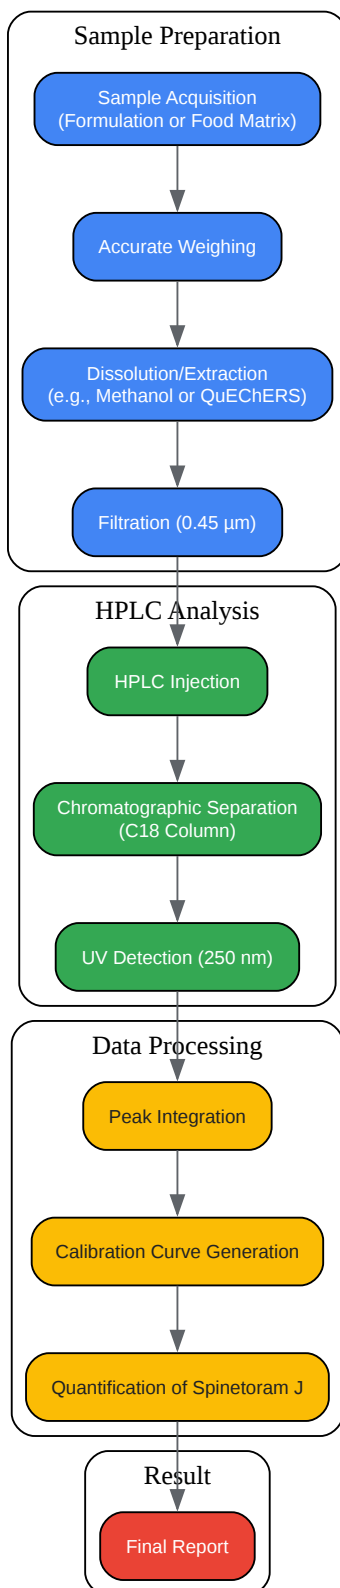 Sample Preparation
Sample Acquisition
(Formulation or Food Matrix)
Accurate Weighing
Dissolution/Extraction
(e.g., Methanol or QuEChERS)
Filtration (0.45 µm)
HPLC Analysis
HPLC Injection
Chromatographic Separation
(C18 Column)
UV Detection (250 nm)
Data Processing
Peak Integration
Calibration Curve Generation
Quantification of Spinetoram J
Result
Final Report